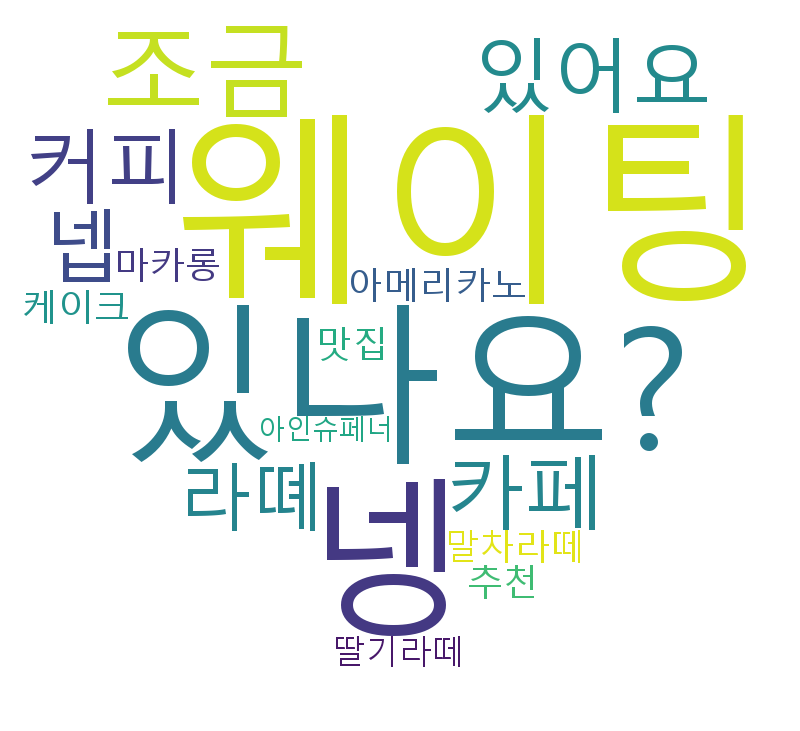 조금
있어요
커피
웨이팅
넵
마카롱
아메리카노
케이크
있나요?
맛집
아인슈페너
라뗴
카페
넹
말차라떼
추천
딸기라떼